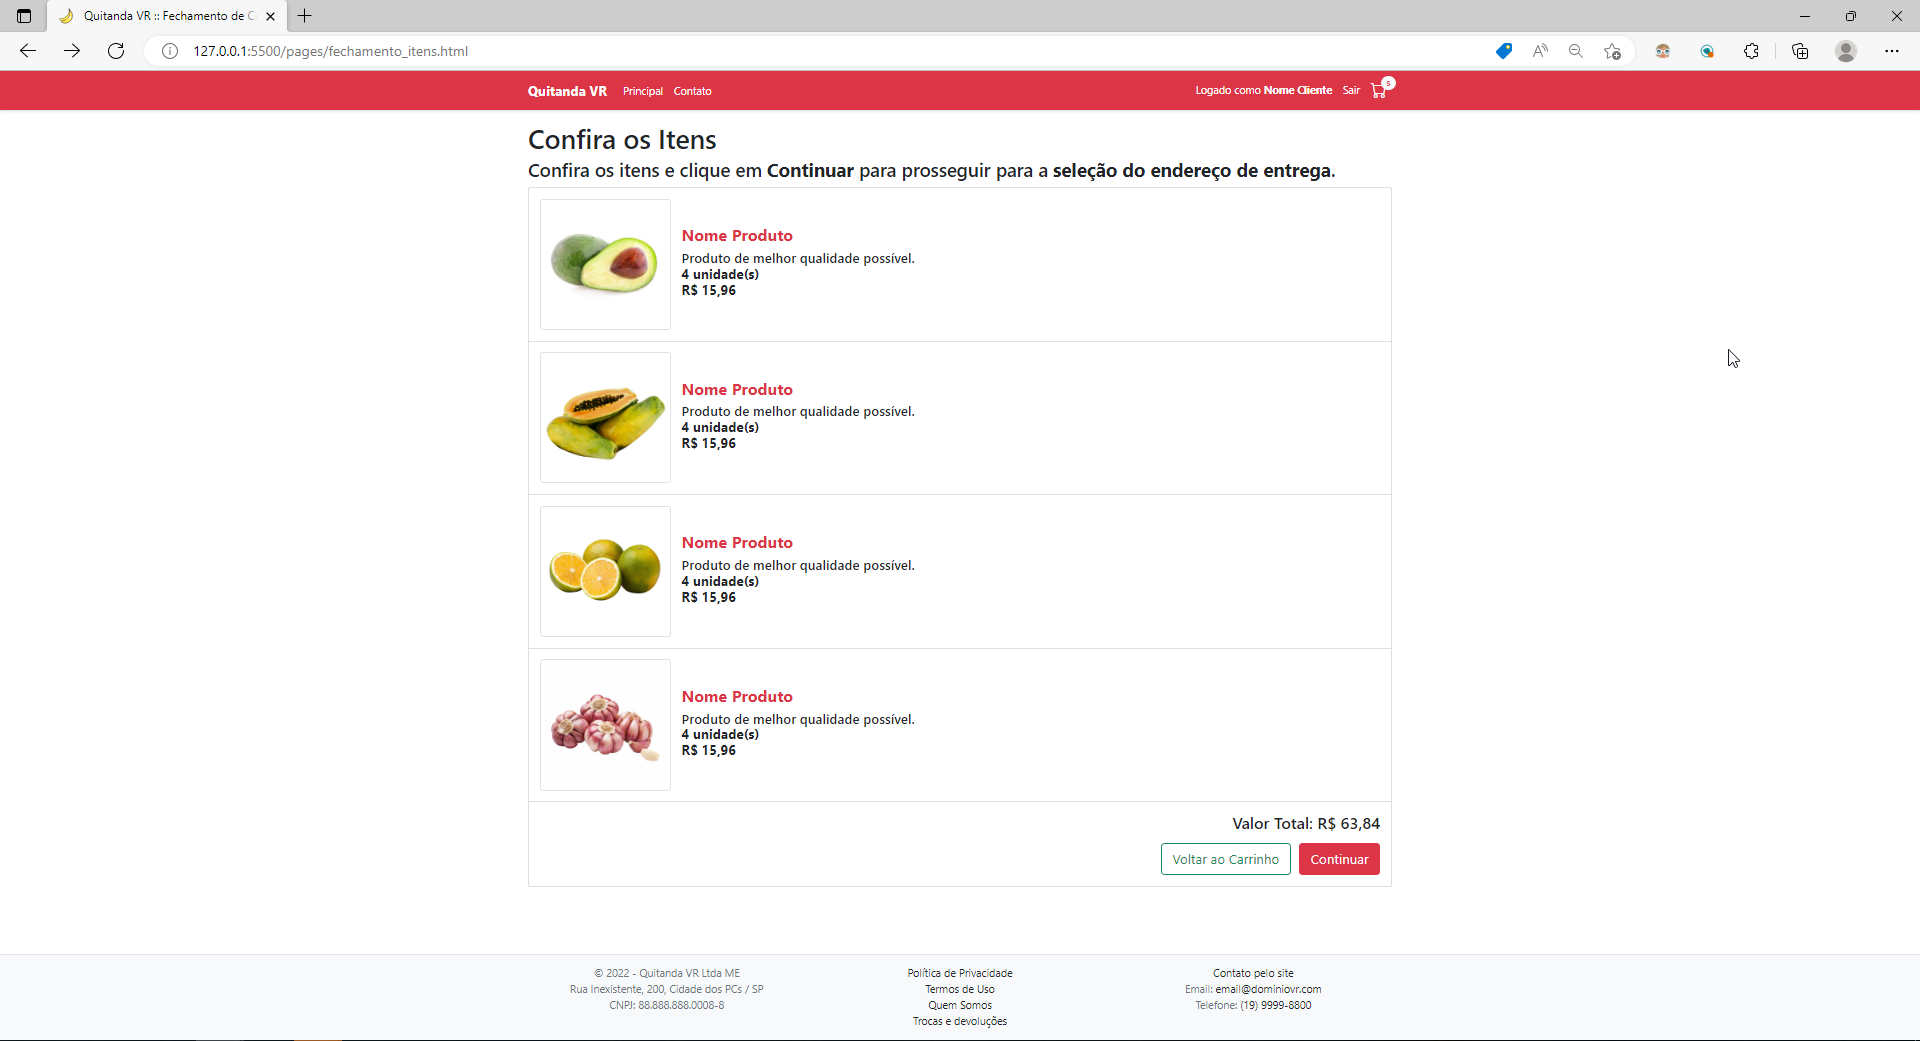 Quitanda VR :: Fechamento de C
127.0.0.1:5500/pages/fechamento_itens.html
Quitanda VR Principal Contato Logado como Nome Cliente Sair 5
Confira os Itens
Confira os itens e clique em Continuar para prosseguir para a seleção do endereço de entrega.
Nome Produto
Produto de melhor qualidade possível.
4 unidade(s)
R$ 15,96
Nome Produto
Produto de melhor qualidade possível.
4 unidade(s)
R$ 15,96
Nome Produto
Produto de melhor qualidade possível.
4 unidade(s)
R$ 15,96
Nome Produto
Produto de melhor qualidade possível.
4 unidade(s)
R$ 15,96
Valor Total: R$ 63,84
Voltar ao Carrinho Continuar
© 2022 - Quitanda VR Ltda ME
Rua Inexistente, 200, Cidade dos PCs / SP
CNPJ: 88.888.888.0008-8
Política de Privacidade
Termos de Uso
Quem Somos
Trocas e devoluções
Contato pelo site
Email: email@dominiovr.com
Telefone: (19) 9999-8800